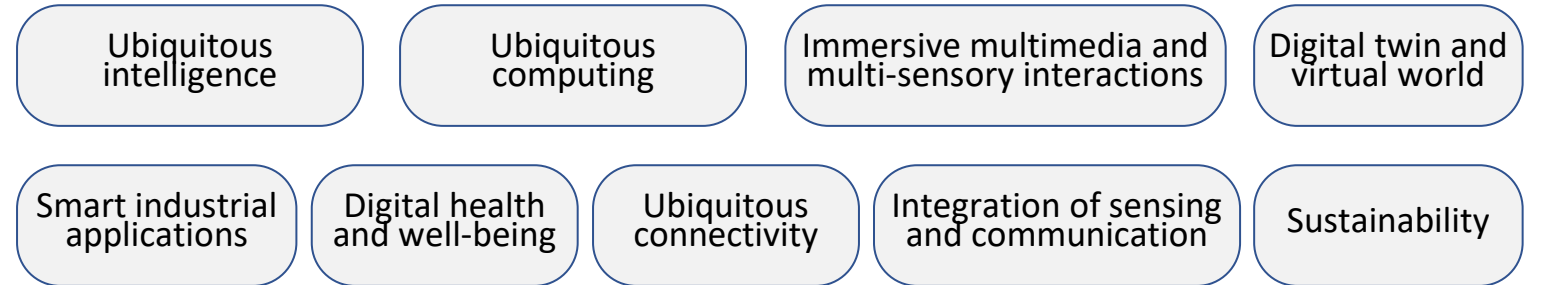 Ubiquitous
intelligence
Ubiquitous
computing
Immersive multimedia and
multi-sensory interactions
Digital twin and
virtual world
Smart industrial
applications
Digital health
and well-being
Ubiquitous
connectivity
Integration of sensing
and communication
Sustainability